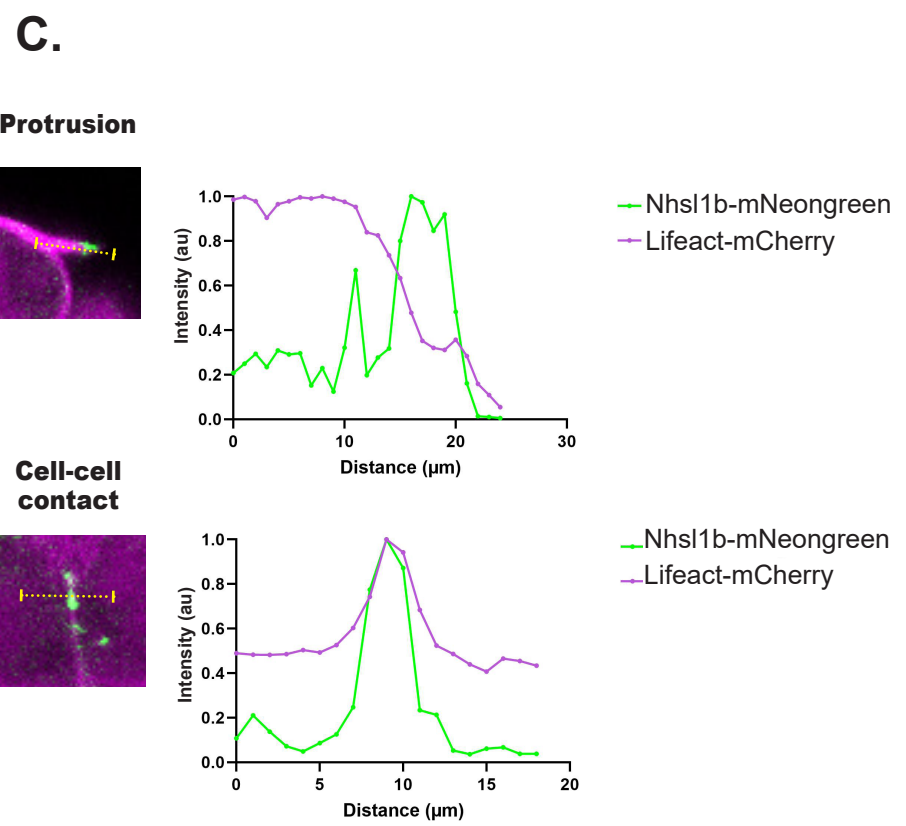 C.
Protrusion
Intensity (au)
1.0
0.8
0.6
0.4
0.2
0.0
0 10 20 30
Distance (μm)
Nhsl1b-mNeongreen
Lifeact-mCherry
Cell-cell
contact
Intensity (au)
1.0
0.8
0.6
0.4
0.2
0.0
0 5 10 15 20
Distance (μm)
Nhsl1b-mNeongreen
Lifeact-mCherry